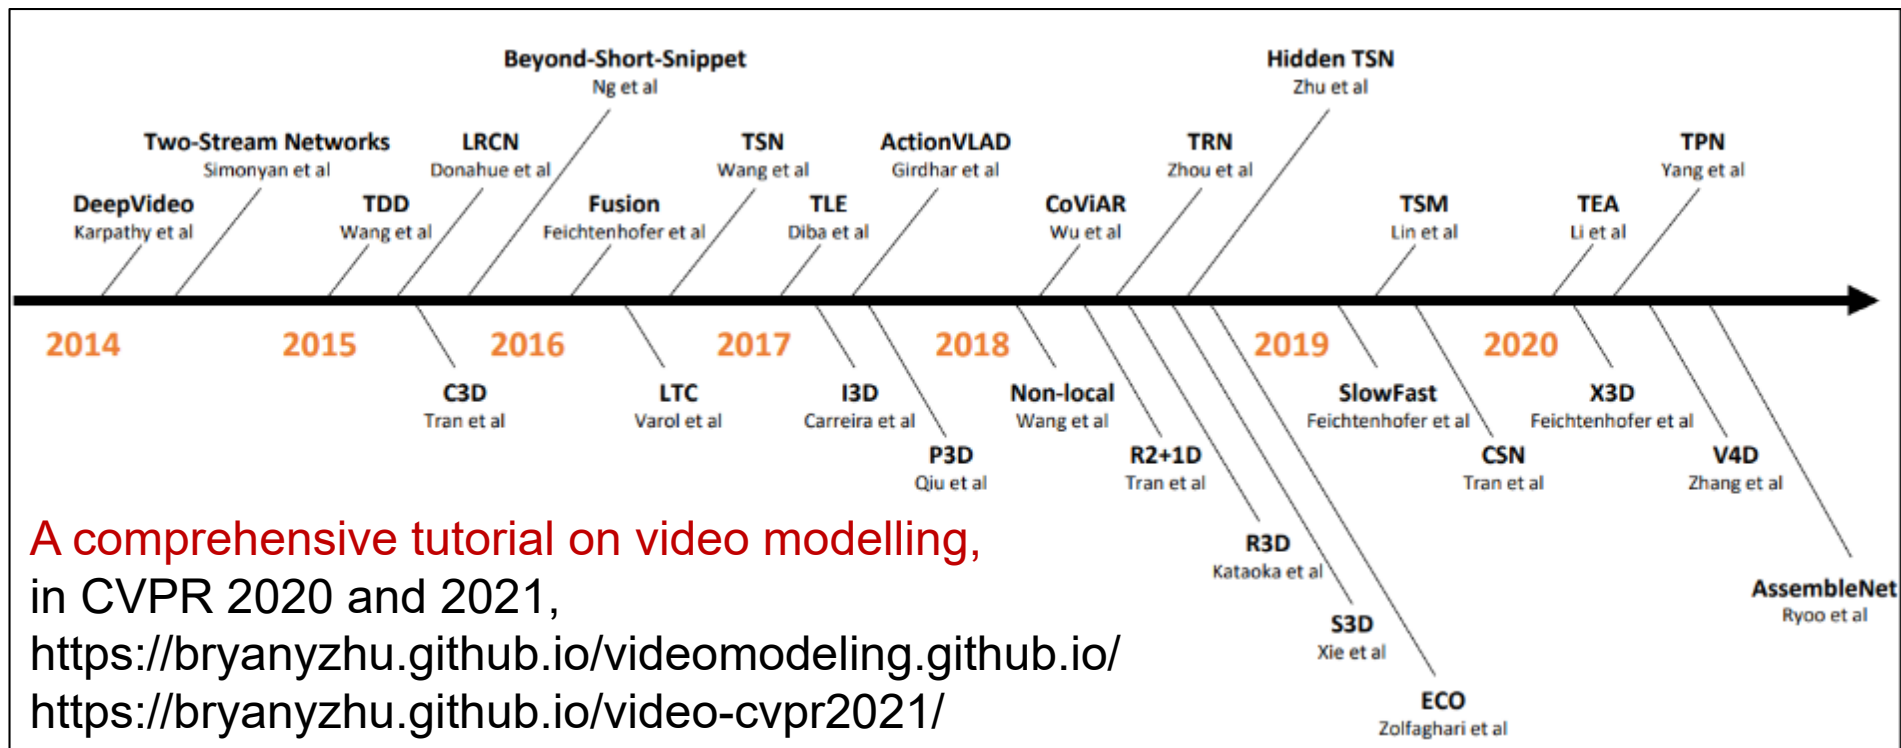 Beyond-Short-Snippet
Ng et al
Hidden TSN
Zhu et al
Two-Stream Networks
Simonyan et al
LRCN
Donahue et al
TSN
Wang et al
ActionVLAD
Girdhar et al
TRN
Zhou et al
TPN
Yang et al
DeepVideo
Karpathy et al
TDD
Wang et al
Fusion
Feichtenhofer et al
TLE
Diba et al
CoViAR
Wu et al
TSM
Lin et al
TEA
Li et al
2014 2015 2016 2017 2018 2019 2020
C3D
Tran et al
LTC
Varol et al
I3D
Carreira et al
Non-local
Wang et al
SlowFast
Feichtenhofer et al
X3D
Feichtenhofer et al
P3D
Qiu et al
R2+1D
Tran et al
CSN
Tran et al
V4D
Zhang et al
R3D
Kataoka et al
AssembleNet
Ryoo et al
S3D
Xie et al
ECO
Zolfaghari et al
A comprehensive tutorial on video modelling,
in CVPR 2020 and 2021,
https://bryanyzhu.github.io/videomodeling.github.io/
https://bryanyzhu.github.io/video-cvpr2021/